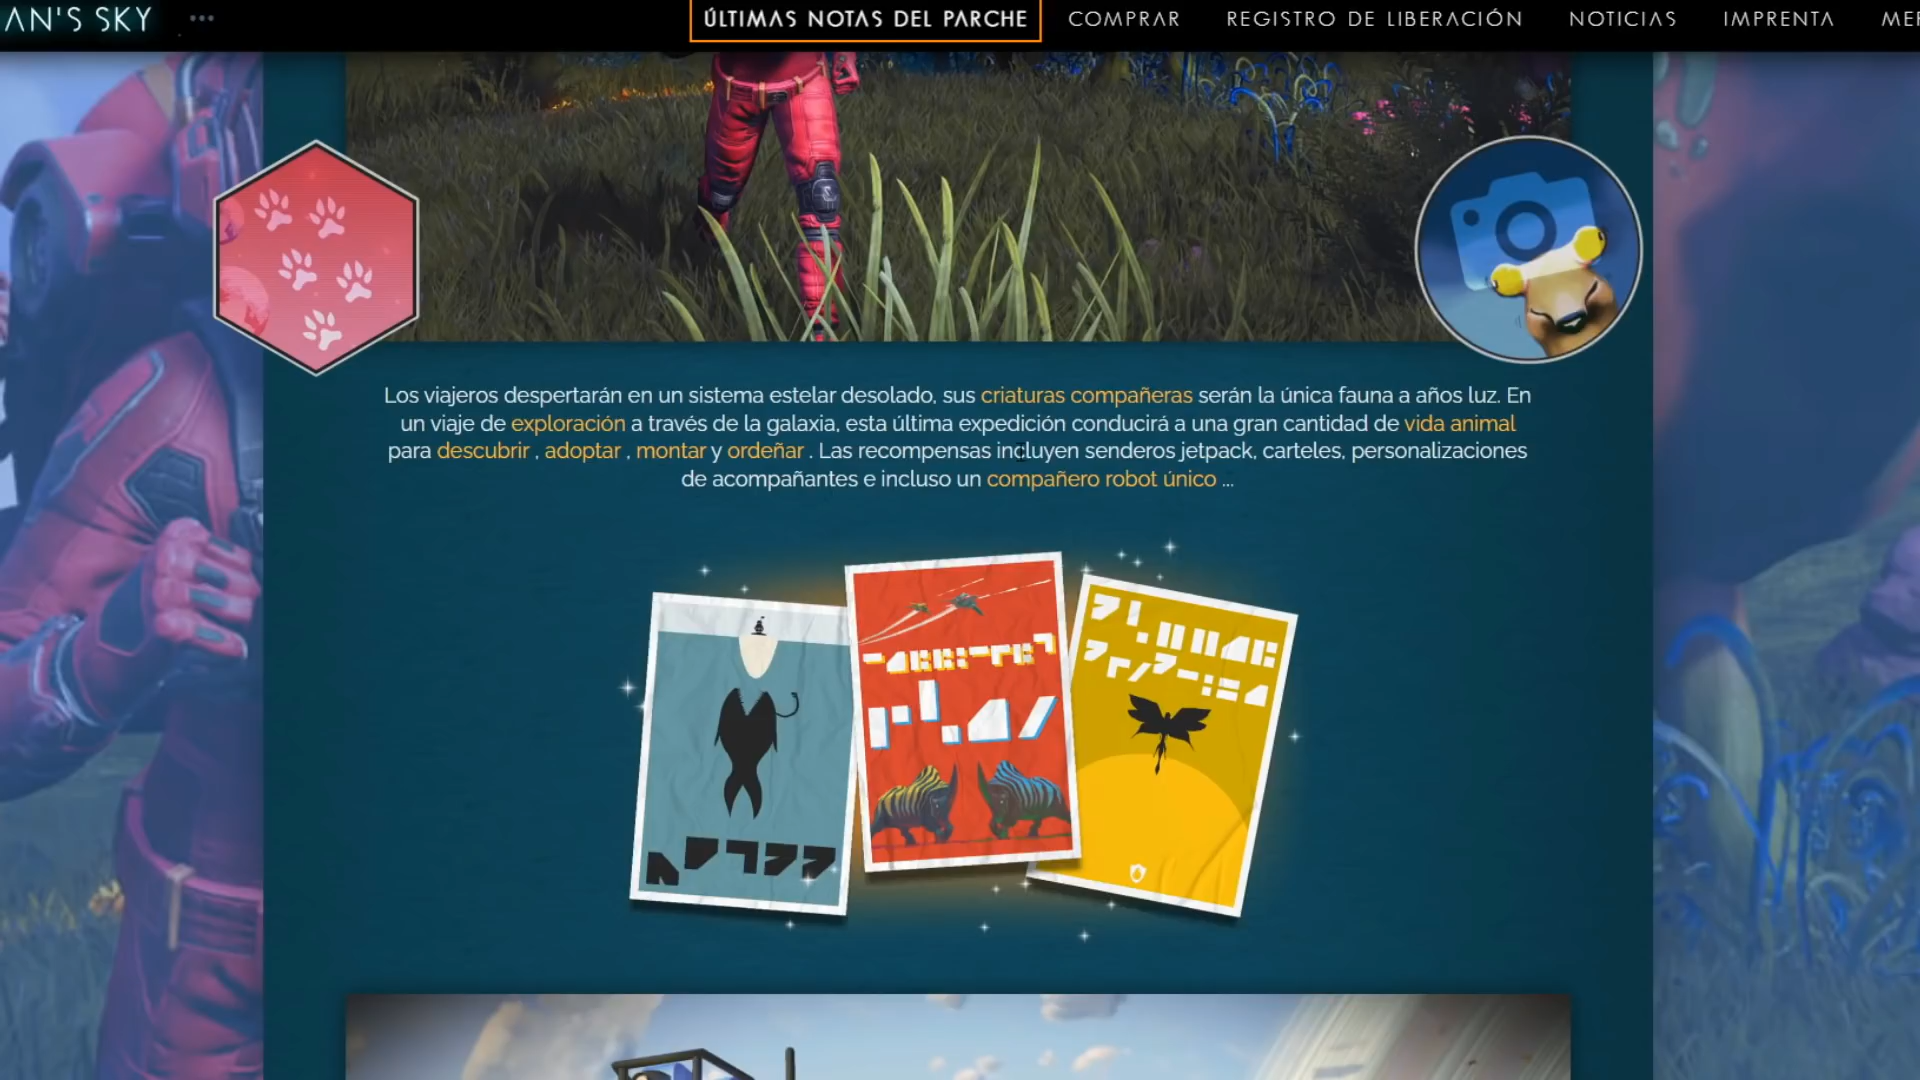 AN'S SKY
ÚLTIMAS NOTAS DEL PARCHE
COMPRAR
REGISTRO DE LIBERACIÓN
NOTICIAS
IMPRENTA
Los viajeros despertarán en un sistema estelar desolado, sus criaturas compañeras serán la única fauna a años luz. En
un viaje de exploración a través de la galaxia, esta última expedición conducirá a una gran cantidad de vida animal
para descubrir , adoptar , montar y ordeñar . Las recompensas incluyen senderos jetpack, carteles, personalizaciones
de acompañantes e incluso un compañero robot único ...